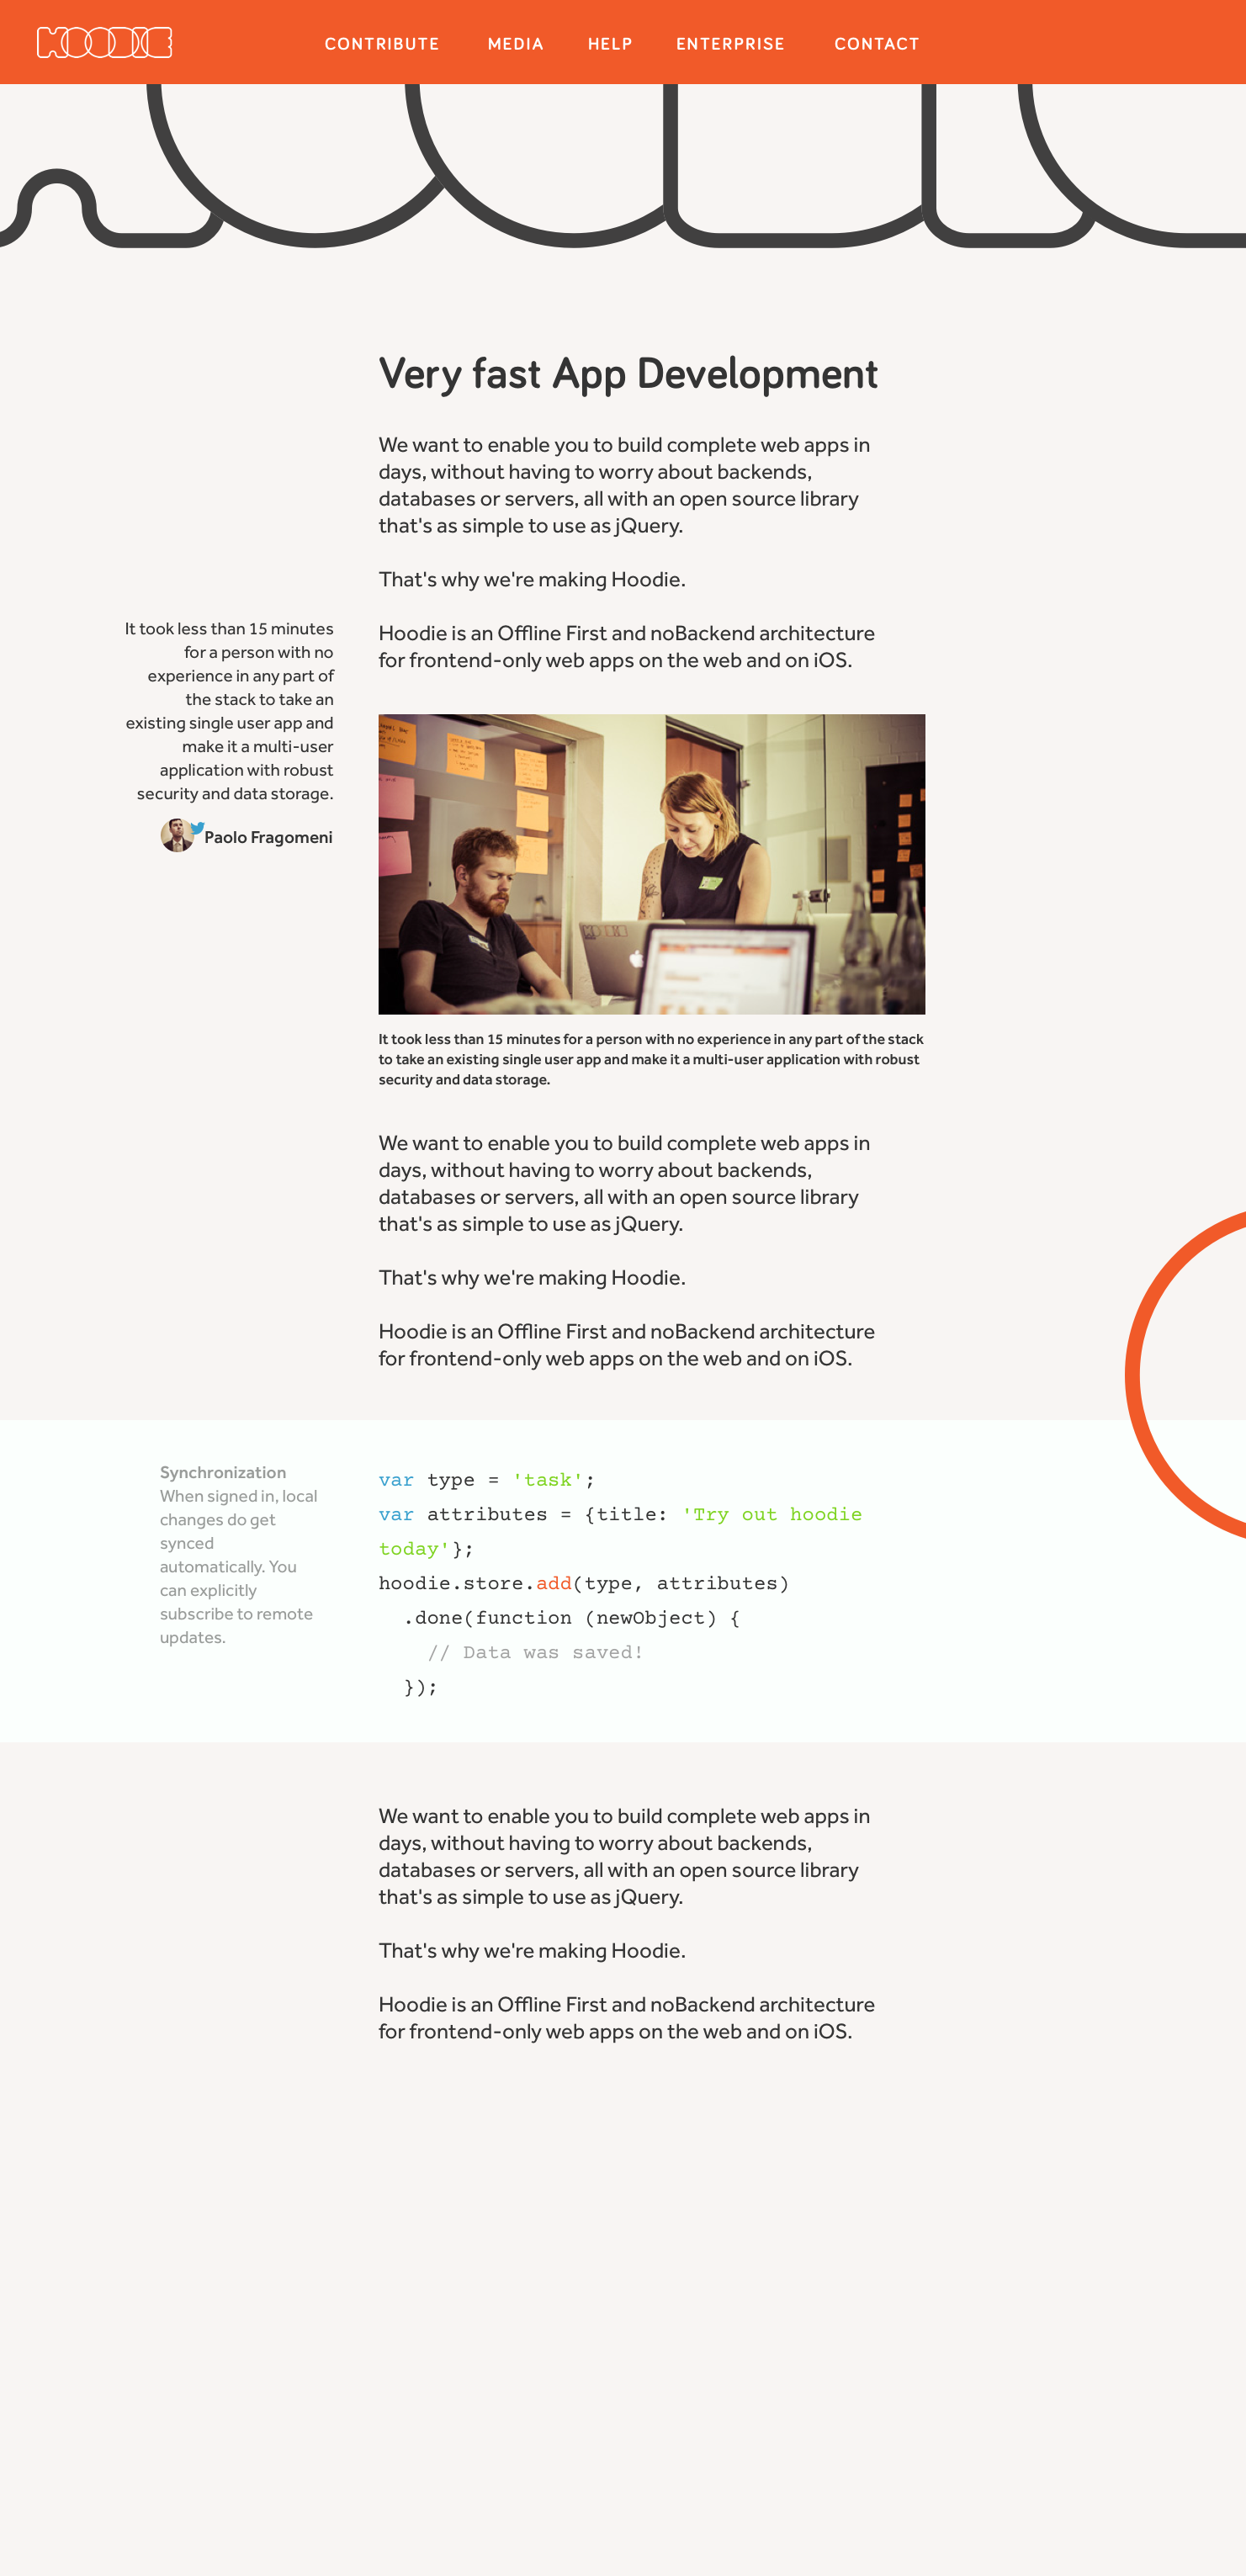 HOODIE
CONTRIBUTE MEDIA HELP ENTERPRISE CONTACT
Very fast App Development
We want to enable you to build complete web apps in
days, without having to worry about backends,
databases or servers, all with an open source library
that's as simple to use as jQuery.
That's why we're making Hoodie.
Hoodie is an Offline First and noBackend architecture
for frontend-only web apps on the web and on iOS.
It took less than 15 minutes
for a person with no
experience in any part of
the stack to take an
existing single user app and
make it a multi-user
application with robust
security and data storage.
Paolo Fragomeni
HOODIE
It took less than 15 minutes for a person with no experience in any part of the stack
to take an existing single user app and make it a multi-user application with robust
security and data storage.
We want to enable you to build complete web apps in
days, without having to worry about backends,
databases or servers, all with an open source library
that's as simple to use as jQuery.
That's why we're making Hoodie.
Hoodie is an Offline First and noBackend architecture
for frontend-only web apps on the web and on iOS.
Synchronization
When signed in, local
changes do get
synced
automatically. You
can explicitly
subscribe to remote
updates.
var type = 'task';
var attributes = {title: 'Try out hoodie
today'};
hoodie.store.add(type, attributes)
  .done(function (newObject) {
    // Data was saved!
  });
We want to enable you to build complete web apps in
days, without having to worry about backends,
databases or servers, all with an open source library
that's as simple to use as jQuery.
That's why we're making Hoodie.
Hoodie is an Offline First and noBackend architecture
for frontend-only web apps on the web and on iOS.